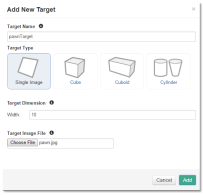 Add New Target
×
Target Name
pawnTarget
Target Type
Single Image
Cube
Cuboid
Cylinder
Target Dimension
Width: 10
Target Image File
Choose File pawn.jpg
Cancel Add